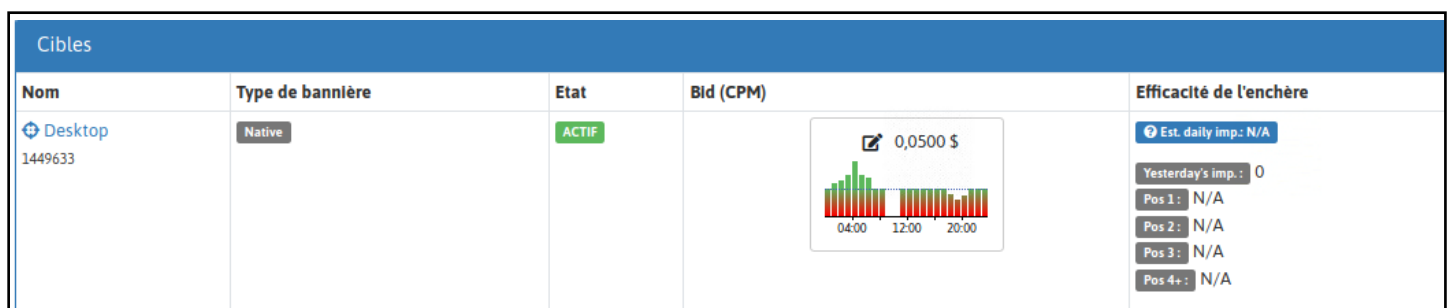 Cibles
Nom Type de bannière Etat Bid (CPM) Efficacité de l'enchère
Desktop Native ACTIF 0,0500 $ Est. daily imp.: N/A
1449633
Yesterday's imp. : 0
Pos 1 : N/A
Pos 2 : N/A
04:00 12:00 20:00
Pos 3 : N/A
Pos 4+ : N/A